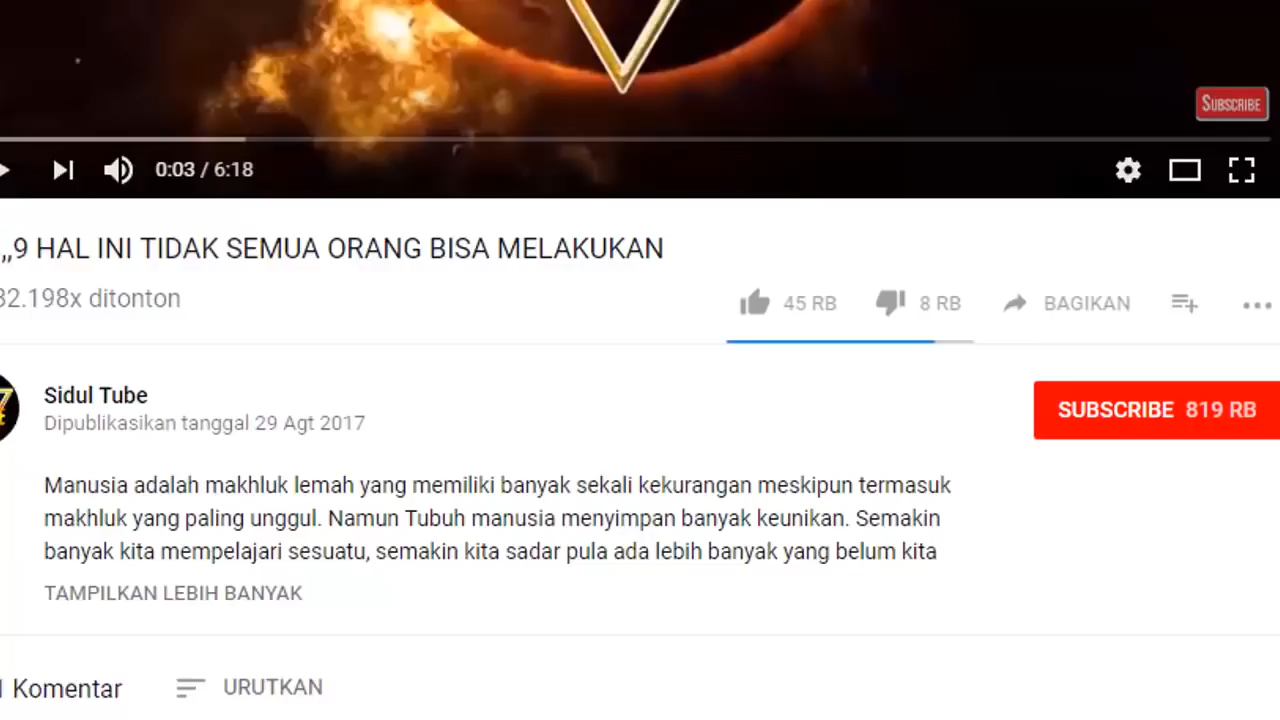 SUBSCRIBE
0:03 / 6:18
,,9 HAL INI TIDAK SEMUA ORANG BISA MELAKUKAN
32.198x ditonton
45 RB 8 RB BAGIKAN
Sidul Tube
Dipublikasikan tanggal 29 Agt 2017
SUBSCRIBE 819 RB
Manusia adalah makhluk lemah yang memiliki banyak sekali kekurangan meskipun termasuk
makhluk yang paling unggul. Namun Tubuh manusia menyimpan banyak keunikan. Semakin
banyak kita mempelajari sesuatu, semakin kita sadar pula ada lebih banyak yang belum kita
TAMPILKAN LEBIH BANYAK
Komentar URUTKAN